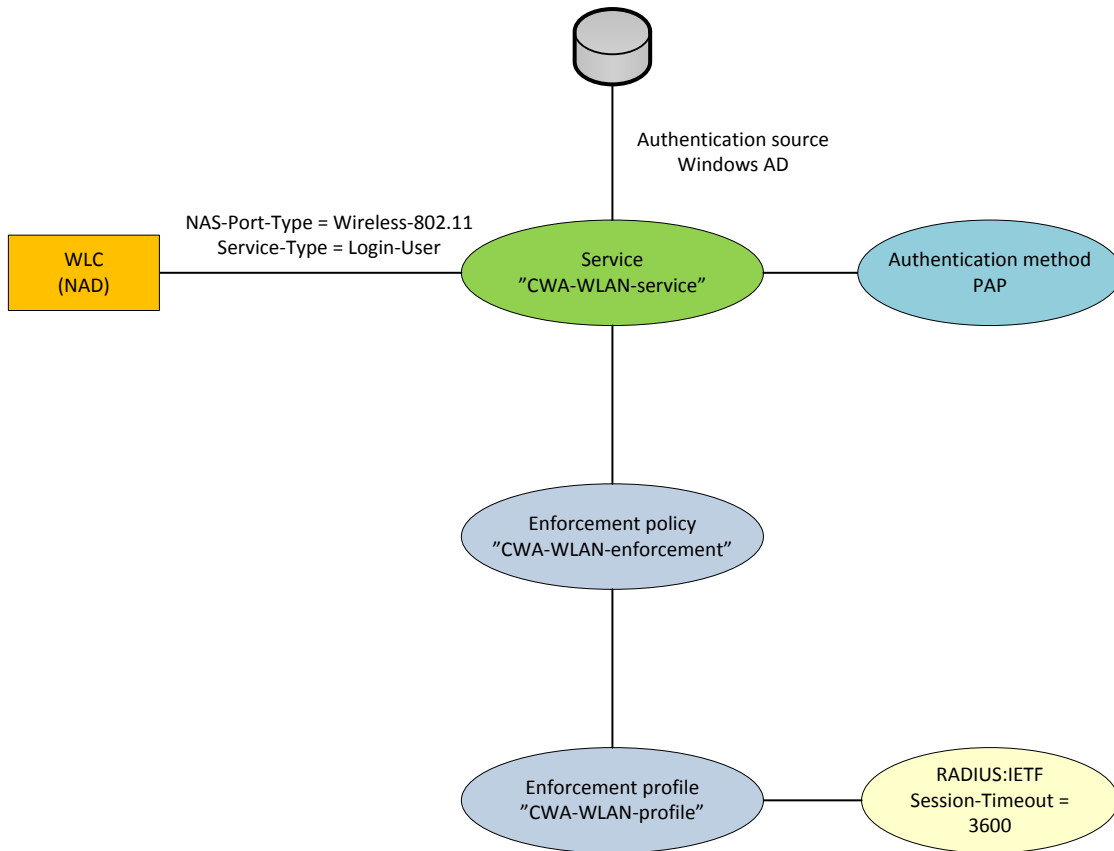 Authentication source
Windows AD
NAS-Port-Type = Wireless-802.11
Service-Type = Login-User
WLC
(NAD)
Service
”CWA-WLAN-service”
Authentication method
PAP
Enforcement policy
”CWA-WLAN-enforcement”
Enforcement profile
”CWA-WLAN-profile”
RADIUS:IETF
Session-Timeout =
3600